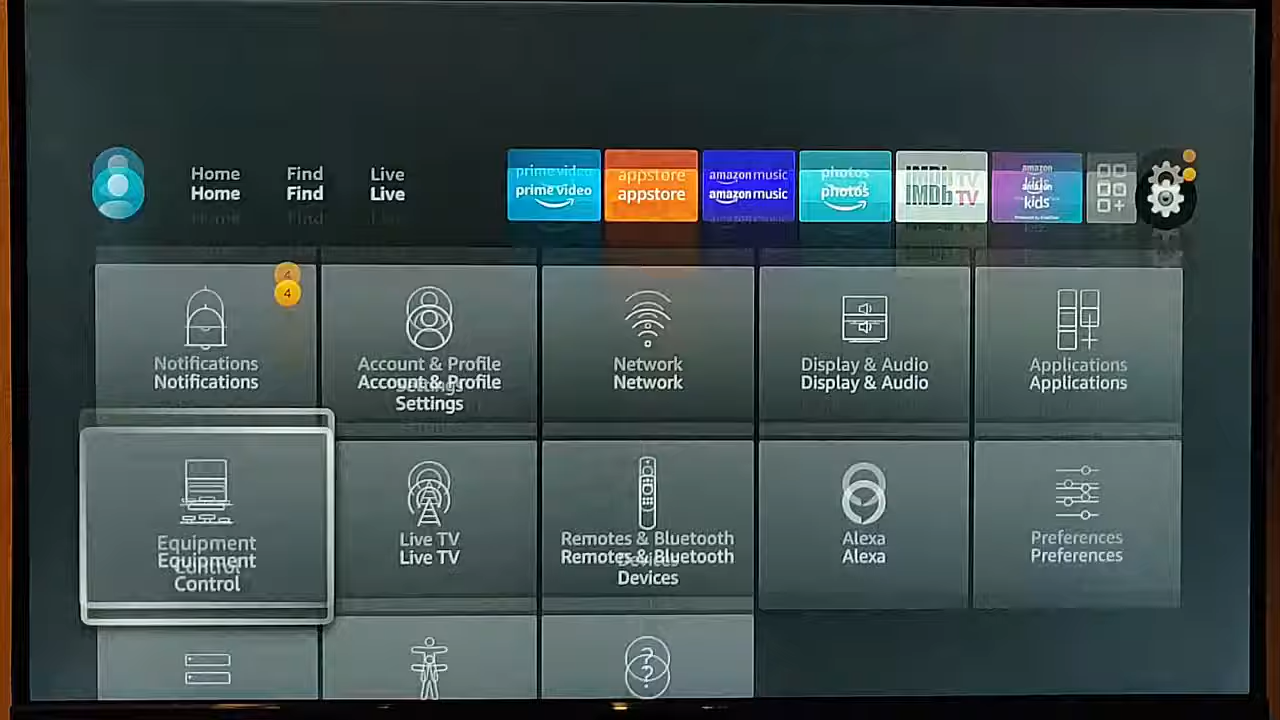 Home Find Live
prime video
appstore
amazon music
photos
IMDb TV
amazon kids
4
Notifications
Account & Profile
Settings
Network
Display & Audio
Applications
Equipment
Control
Live TV
Remotes & Bluetooth
Devices
Alexa
Preferences